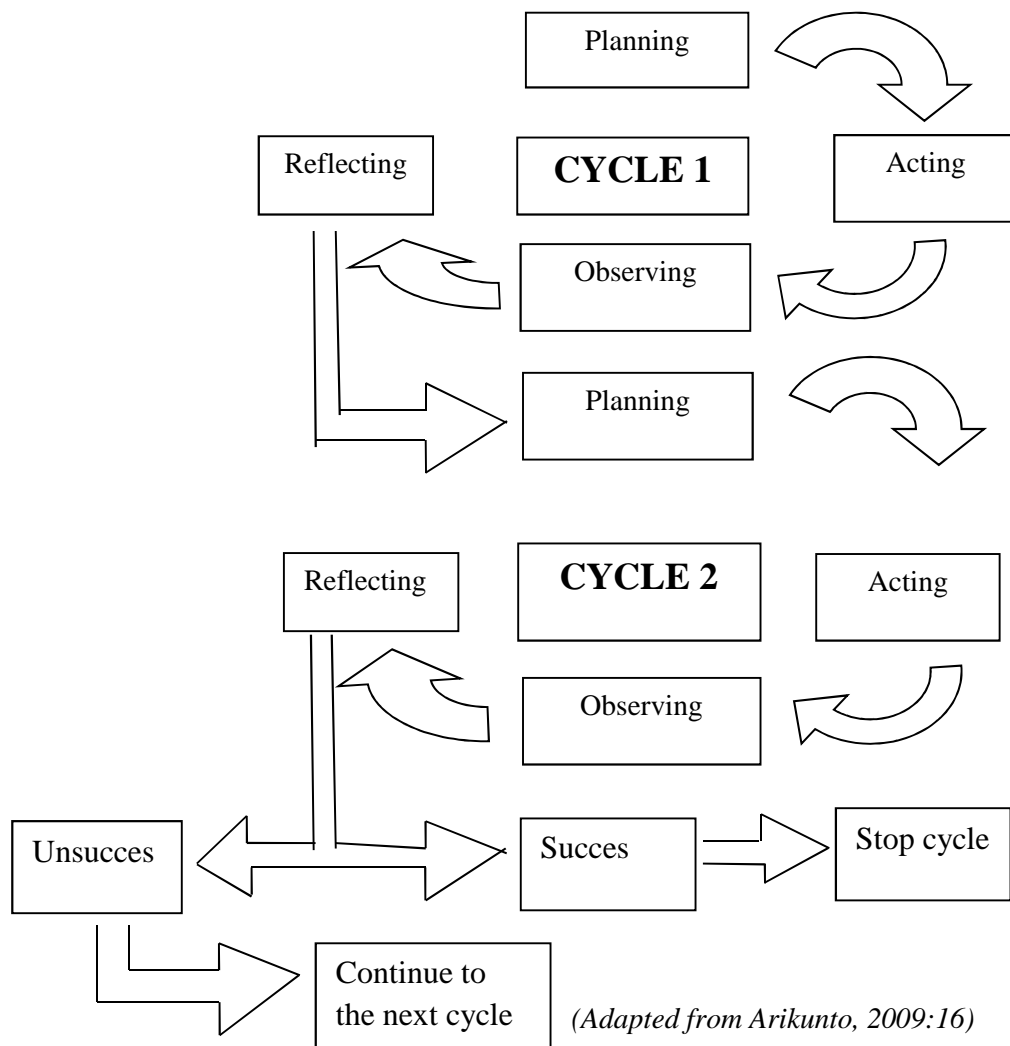 Planning
Reflecting
CYCLE 1
Acting
Observing
Planning
Reflecting
CYCLE 2
Acting
Observing
Unsucces
Succes
Stop cycle
Continue to
the next cycle
(Adapted from Arikunto, 2009:16)